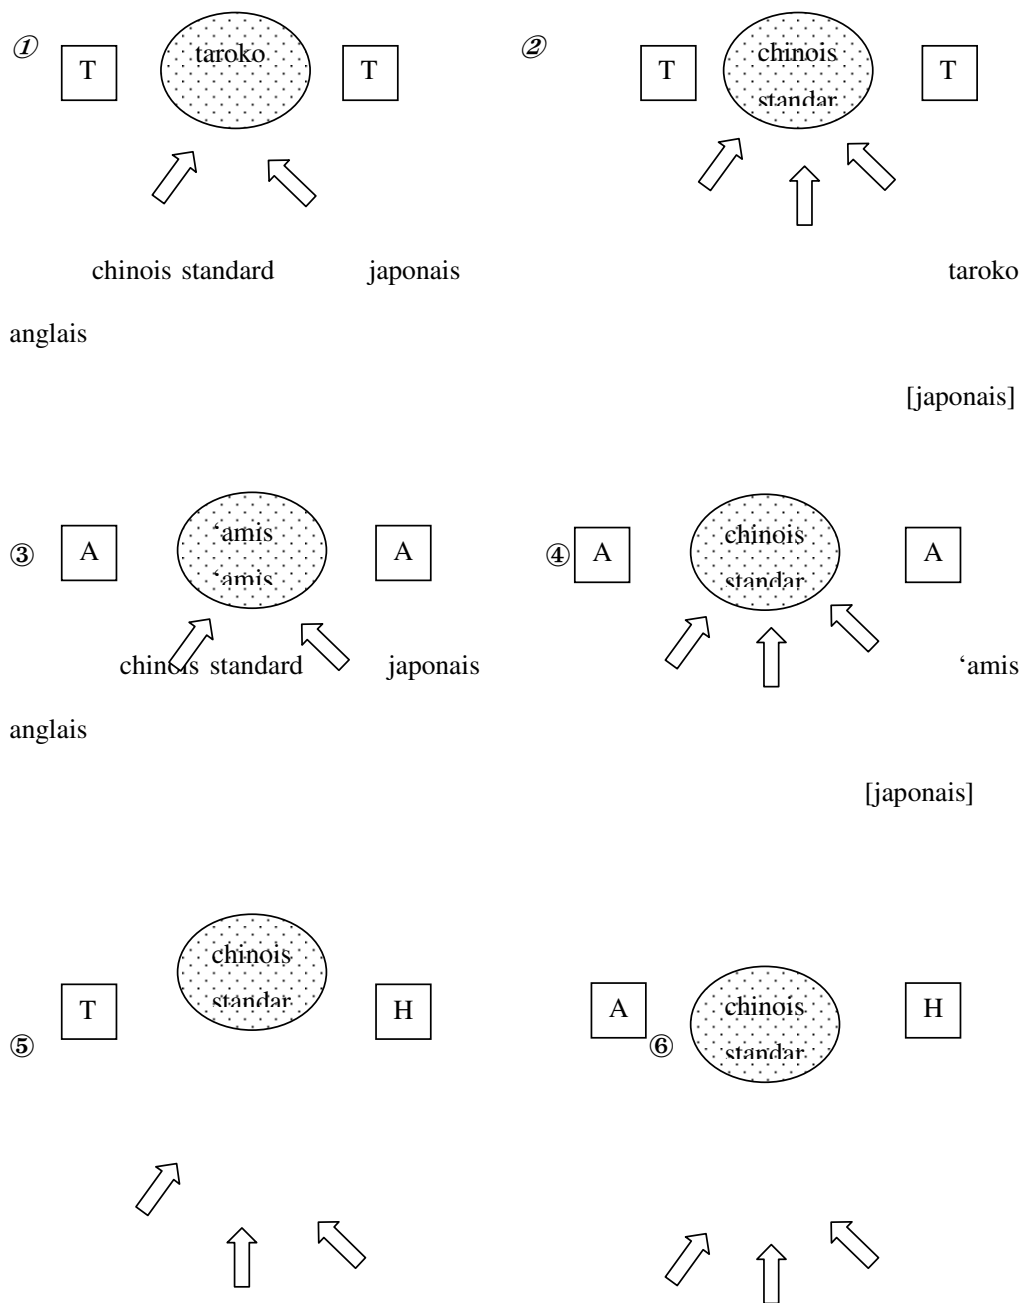 ① T taroko T ② T chinois T
standar
chinois standard japonais taroko
anglais
[japonais]
③ A ‘amis A ④ A chinois A
‘amis standar
chinois standard japonais ‘amis
anglais
[japonais]
chinois
T standar H A chinois H
⑤ ⑥ standar